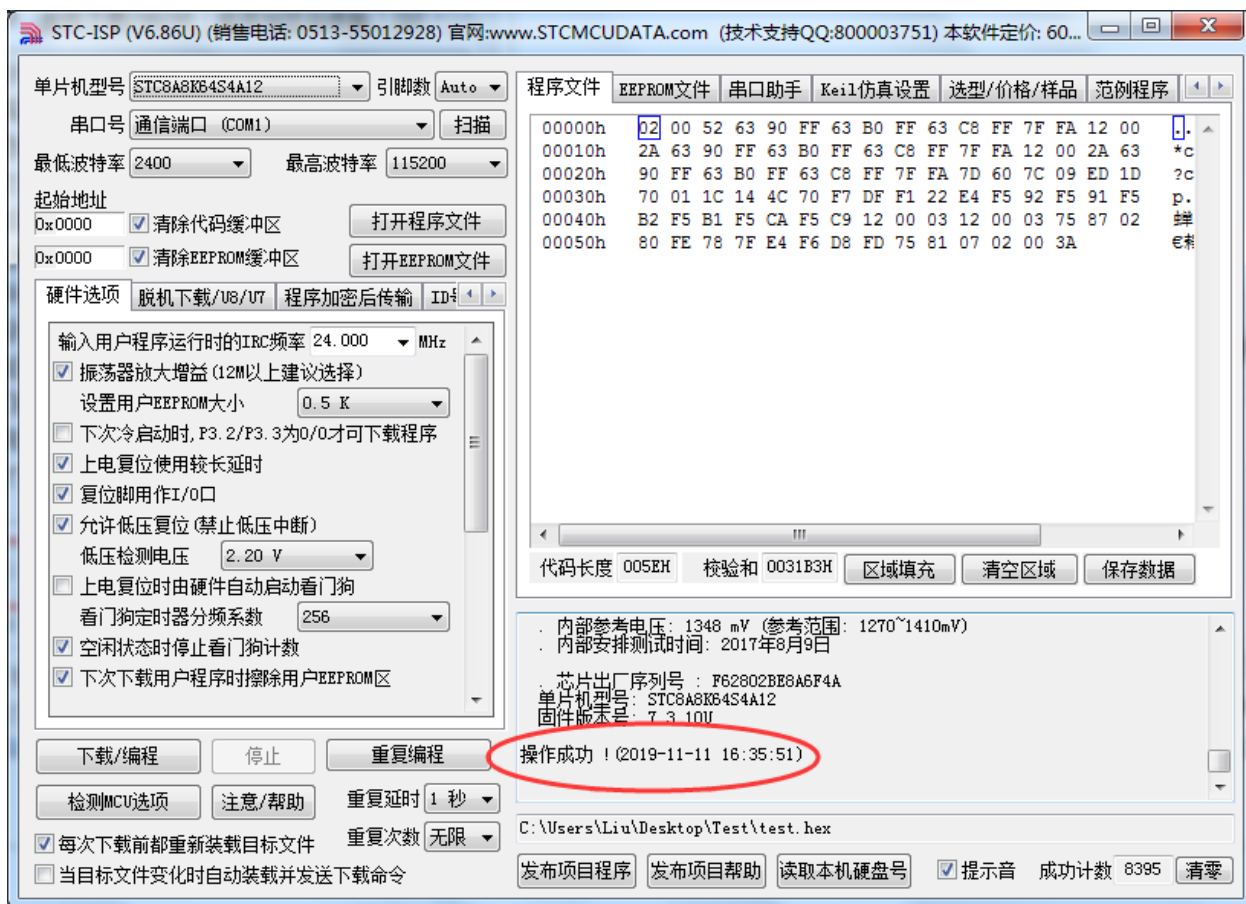 STC-ISP (V6.86U) (销售电话: 0513-55012928) 官网:www.STCMCUDATA.com (技术支持QQ:800003751) 本软件定价: 60...
单片机型号 STC8A8K64S4A12 引脚数 Auto
串口号 通信端口 (COM1) 扫描
最低波特率 2400 最高波特率 115200
起始地址
0x0000 清除代码缓冲区 打开程序文件
0x0000 清除EEPROM缓冲区 打开EEPROM文件
硬件选项 脱机下载/U8/U7 程序加密后传输
输入用户程序运行时的IRC频率 24.000 MHz
振荡器放大增益(12M以上建议选择)
设置用户EEPROM大小 0.5 K
下次冷启动时,P3.2/P3.3为0/0才可下载程序
上电复位使用较长延时
复位脚用作I/O口
允许低压复位(禁止低压中断)
低压检测电压 2.20 V
上电复位时由硬件自动启动看门狗
看门狗定时器分频系数 256
空闲状态时停止看门狗计数
下次下载用户程序时擦除用户EEPROM区
下载/编程 停止 重复编程
检测MCU选项 注意/帮助 重复延时 1 秒
每次下载前都重新装载目标文件 重复次数 无限
当目标文件变化时自动装载并发送下载命令
程序文件 EEPROM文件 串口助手 Keil仿真设置 选型/价格/样品 范例程序
00000h 02 00 52 63 90 FF 63 B0 FF 63 C8 FF 7F FA 12 00 ..
00010h 2A 63 90 FF 63 B0 FF 63 C8 FF 7F FA 12 00 2A 63 *c
00020h 90 FF 63 B0 FF 63 C8 FF 7F FA 7D 60 7C 09 ED 1D ?c
00030h 70 01 1C 14 4C 70 F7 DF F1 22 E4 F5 92 F5 91 F5 p.
00040h B2 F5 B1 F5 CA F5 C9 12 00 03 12 00 03 75 87 02
00050h 80 FE 78 7F E4 F6 D8 FD 75 81 07 02 00 3A
代码长度 005EH 校验和 0031B3H 区域填充 清空区域 保存数据
. 内部参考电压: 1348 mV (参考范围: 1270~1410mV)
. 内部安排测试时间: 2017年8月9日
. 芯片出厂序列号 : F62802BE8A6F4A
单片机型号: STC8A8K64S4A12
固件版本号: 7.3.10U
操作成功 !(2019-11-11 16:35:51)
C:\Users\Liu\Desktop\Test\test.hex
发布项目程序 发布项目帮助 读取本机硬盘号 提示音 成功计数 8395 清零